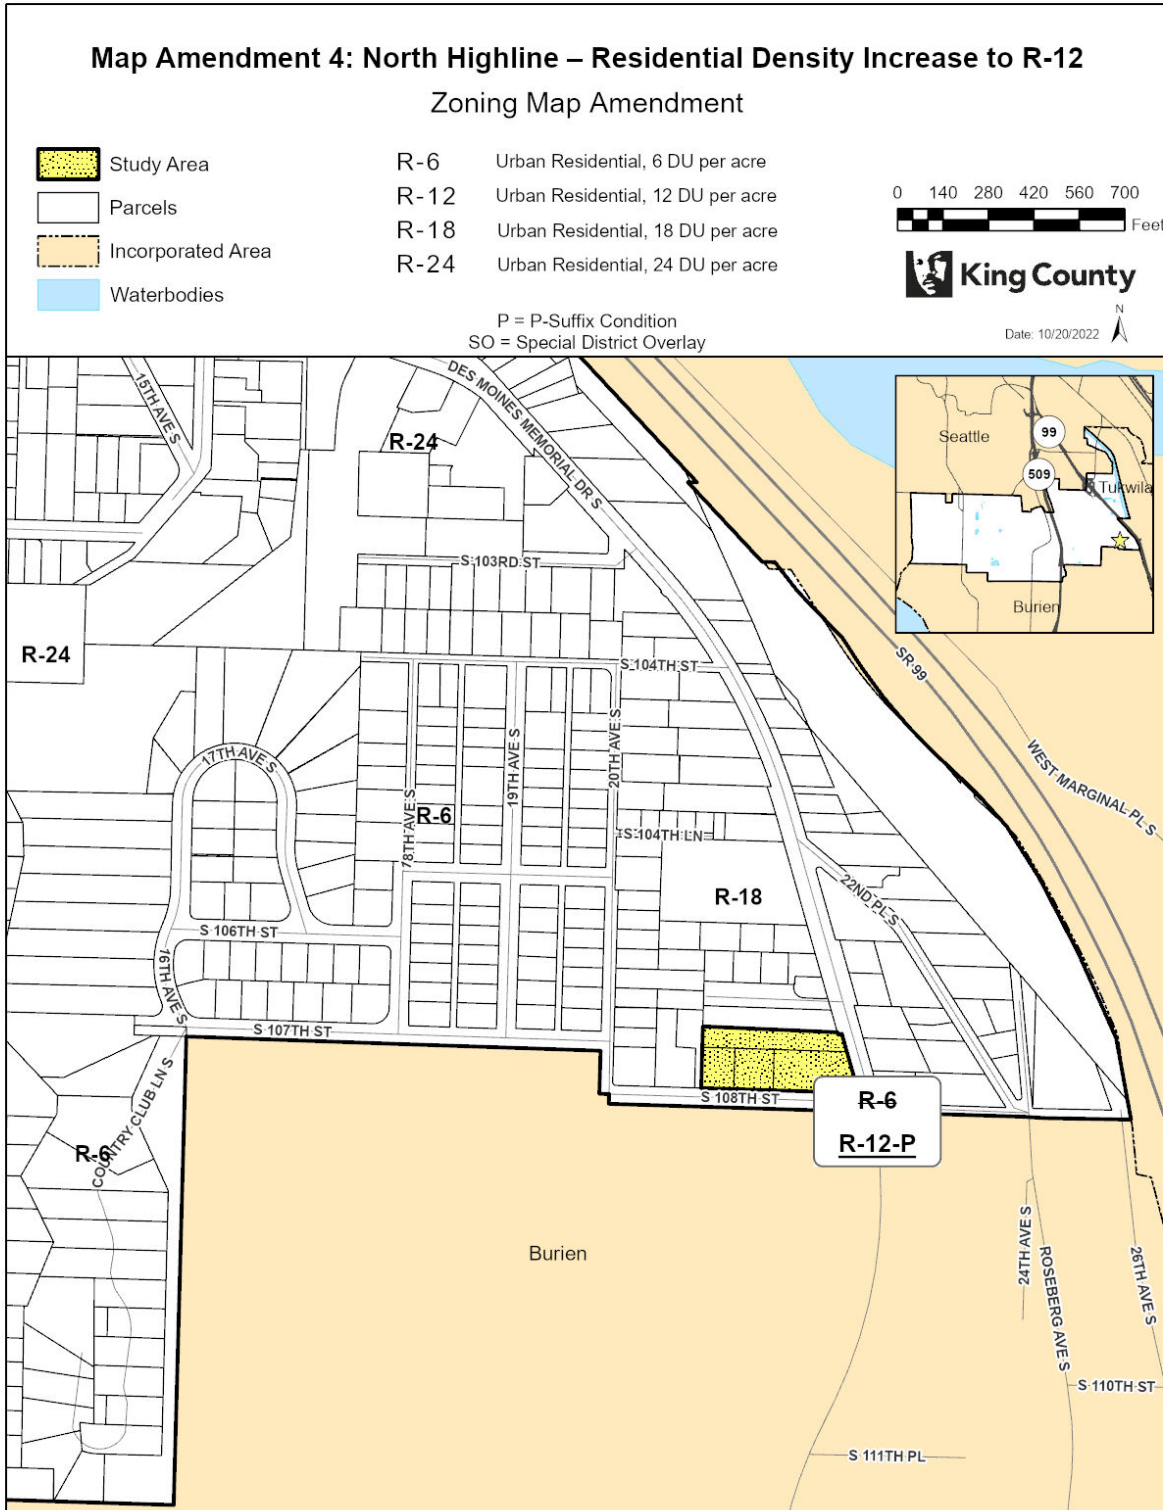 Map Amendment 4: North Highline – Residential Density Increase to R-12
Zoning Map Amendment
Study Area
Parcels
Incorporated Area
Waterbodies
R-6 Urban Residential, 6 DU per acre
R-12 Urban Residential, 12 DU per acre
R-18 Urban Residential, 18 DU per acre
R-24 Urban Residential, 24 DU per acre
P = P-Suffix Condition
SO = Special District Overlay
0 140 280 420 560 700
Feet
King County
N
Date: 10/20/2022
15TH AVE S
DES MOINES MEMORIAL DR S
R-24
Seattle
99
509
Tukwila
Burien
S 103RD ST
R-24
S 104TH ST
SR 99
17TH AVE S
WEST MARGINAL PL S
18TH AVE S
R-6
19TH AVE S
20TH AVE S
S 104TH LN
22ND PL S
R-18
S 106TH ST
16TH AVE S
S 107TH ST
S 108TH ST
R-6
R-12-P
COUNTRY CLUB LN S
R-6
Burien
24TH AVE S
ROSEBERG AVE S
26TH AVE S
S 110TH ST
S 111TH PL